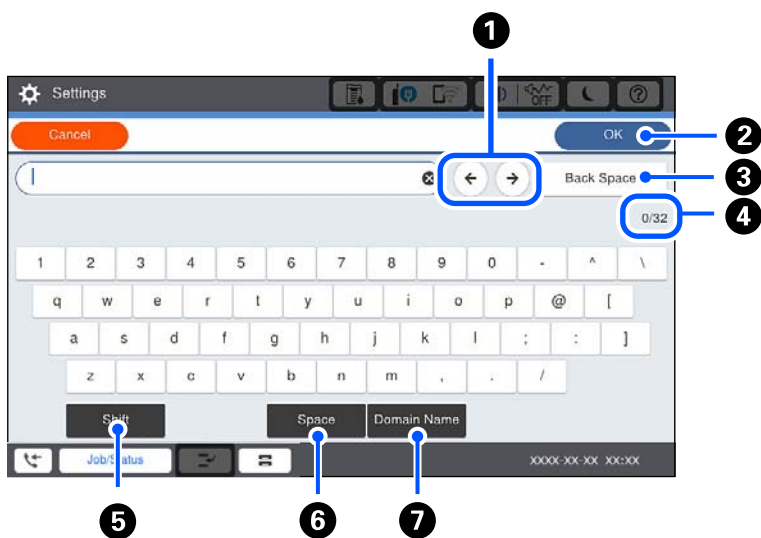 1
Settings
OFF
?
Cancel
OK
2
Back Space
3
0/32
4
1 2 3 4 5 6 7 8 9 0 - ^ \
q w e r t y u i o p @ [
a s d f g h j k l ; : ]
z x c v b n m , . /
Shift
Space
Domain Name
Job/Status
XXXX-XX-XX XX:XX
5
6
7